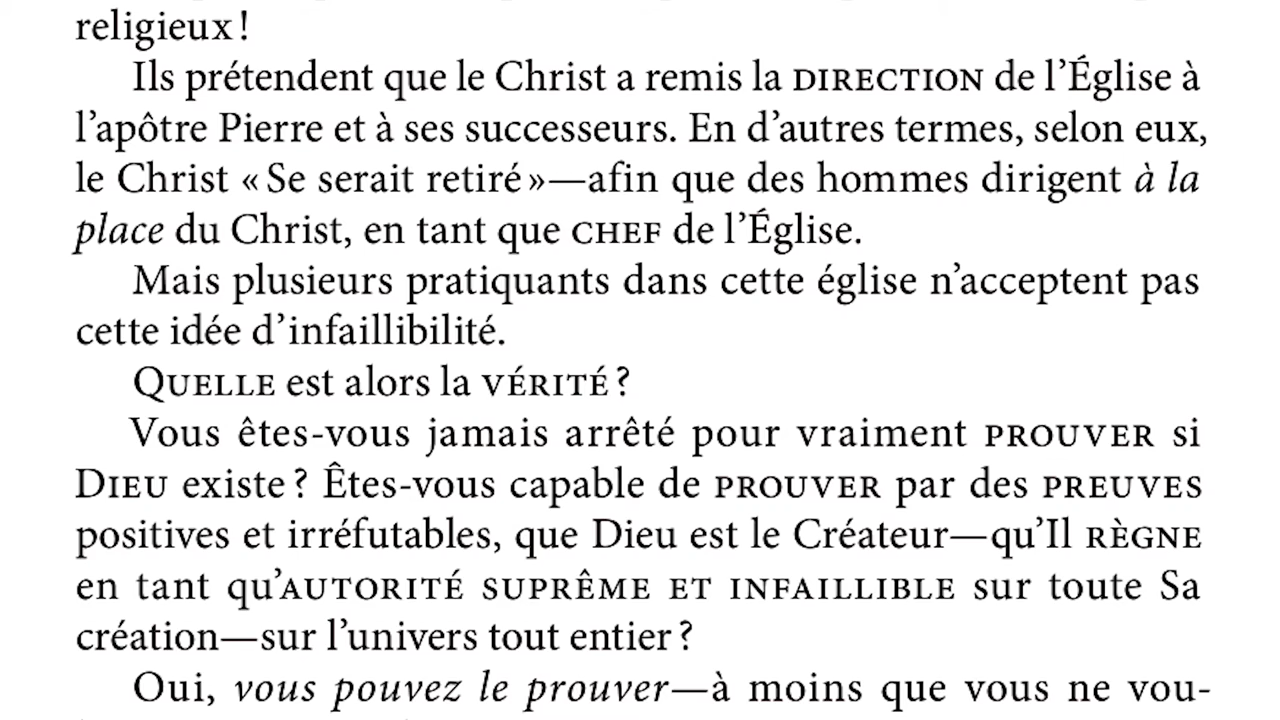 religieux !
Ils prétendent que le Christ a remis la DIRECTION de l’Église à
l’apôtre Pierre et à ses successeurs. En d’autres termes, selon eux,
le Christ « Se serait retiré »—afin que des hommes dirigent à la
place du Christ, en tant que CHEF de l’Église.
Mais plusieurs pratiquants dans cette église n’acceptent pas
cette idée d’infaillibilité.
QUELLE est alors la VÉRITÉ ?
Vous êtes-vous jamais arrêté pour vraiment PROUVER si
DIEU existe ? Êtes-vous capable de PROUVER par des PREUVES
positives et irréfutables, que Dieu est le Créateur—qu’Il RÈGNE
en tant qu’AUTORITÉ SUPRÊME ET INFAILLIBLE sur toute Sa
création—sur l’univers tout entier ?
Oui, vous pouvez le prouver—à moins que vous ne vou-